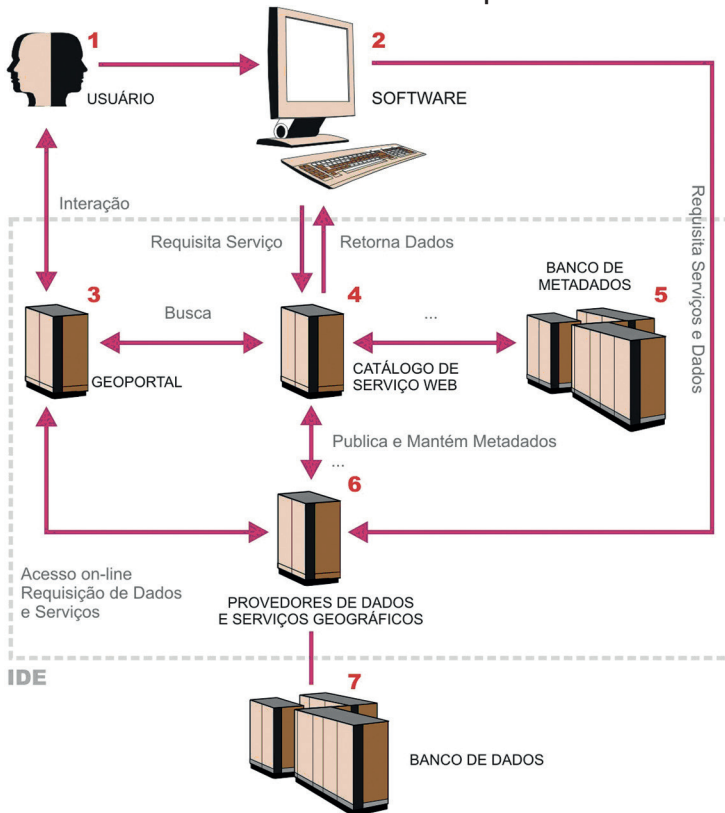 1
USUÁRIO
2
SOFTWARE
Interação
Requisita Serviço
Retorna Dados
Requisita Serviços e Dados
3
GEOPORTAL
Busca
4
CATÁLOGO DE
SERVIÇO WEB
...
BANCO DE
METADADOS
5
Publica e Mantém Metadados
...
6
Acesso on-line
Requisição de Dados
e Serviços
PROVEDORES DE DADOS
E SERVIÇOS GEOGRÁFICOS
IDE
7
BANCO DE DADOS